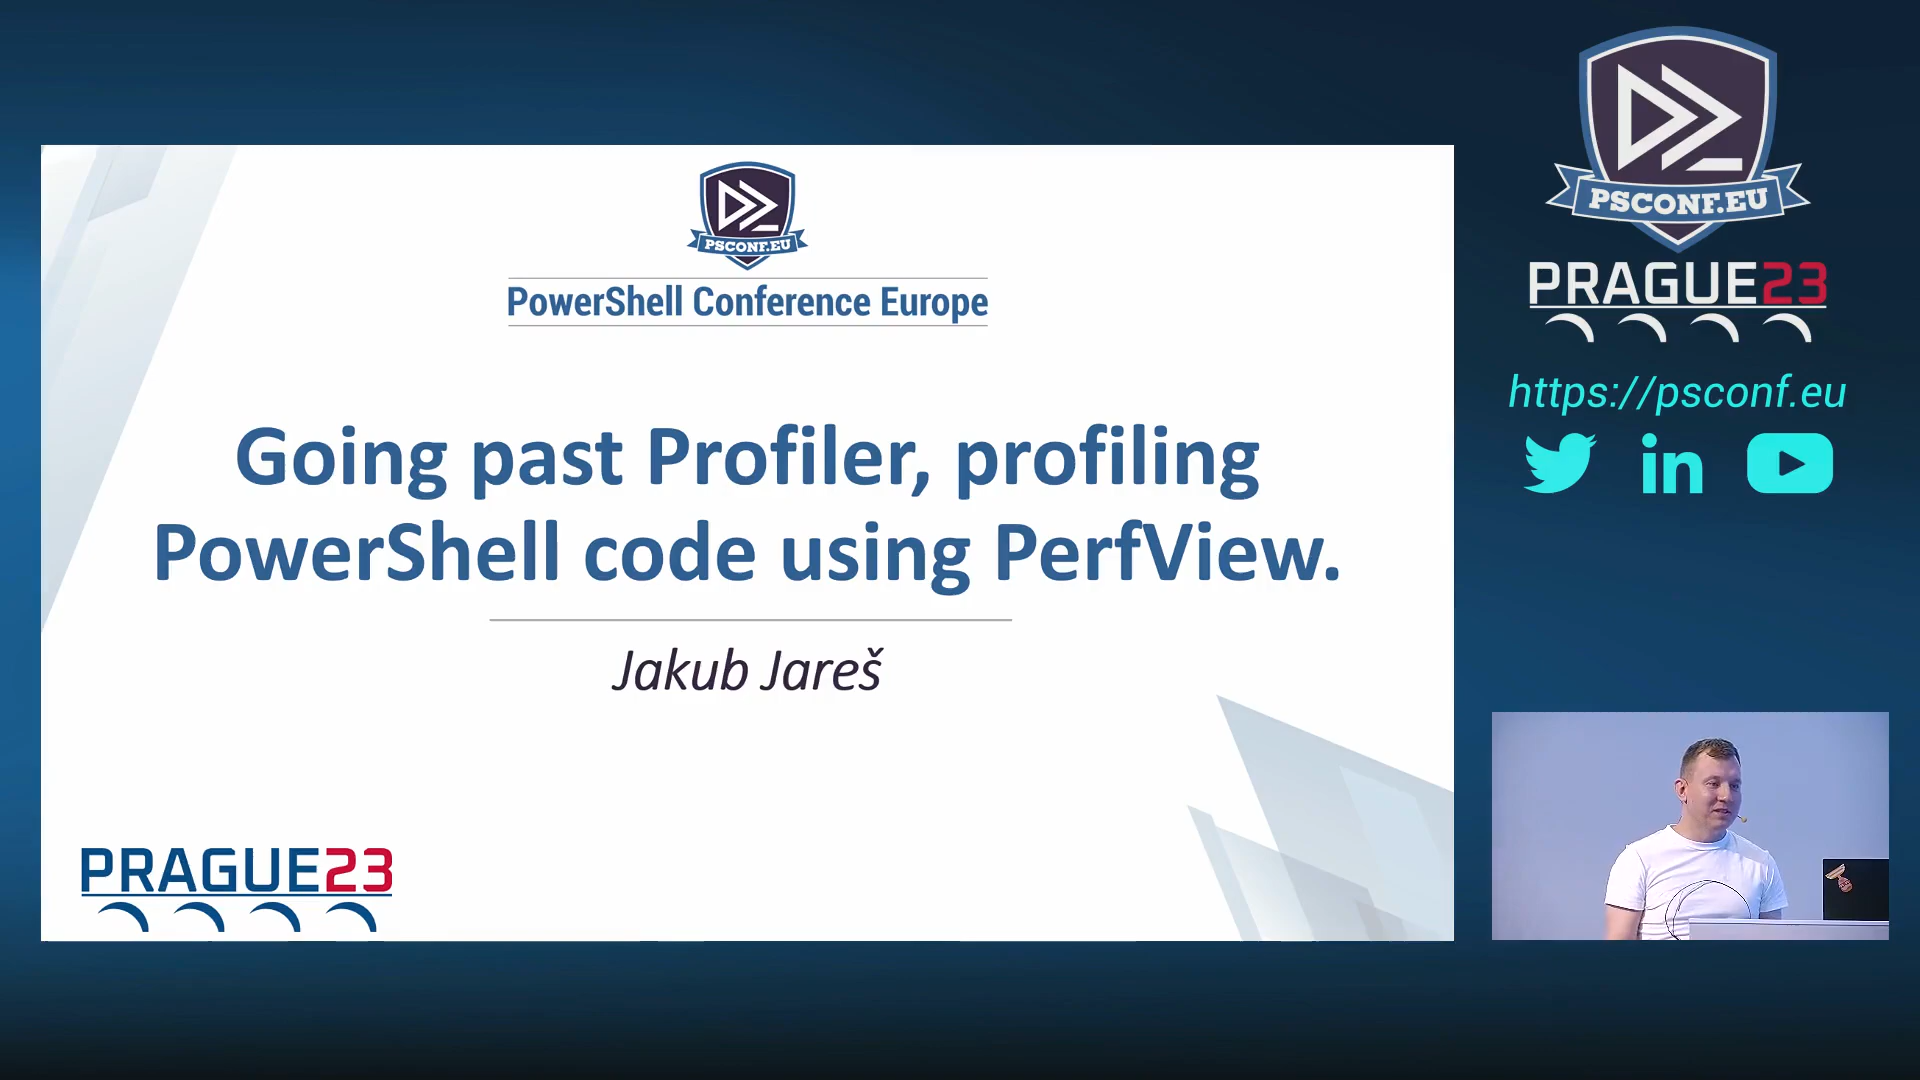 PSCONF.EU
PowerShell Conference Europe
Going past Profiler, profiling
PowerShell code using PerfView.
Jakub Jareš
PRAGUE23
PSCONF.EU
PRAGUE23
https://psconf.eu
in